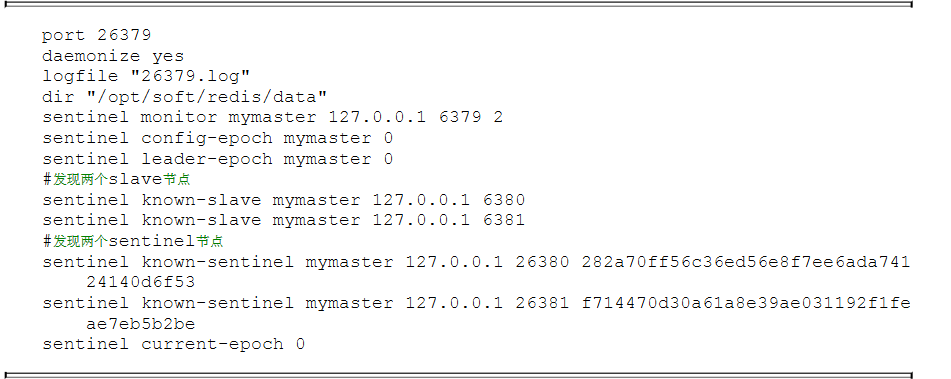 port 26379
daemonize yes
logfile "26379.log"
dir "/opt/soft/redis/data"
sentinel monitor mymaster 127.0.0.1 6379 2
sentinel config-epoch mymaster 0
sentinel leader-epoch mymaster 0
#发现两个slave节点
sentinel known-slave mymaster 127.0.0.1 6380
sentinel known-slave mymaster 127.0.0.1 6381
#发现两个sentinel节点
sentinel known-sentinel mymaster 127.0.0.1 26380 282a70ff56c36ed56e8f7ee6ada741
24140d6f53
sentinel known-sentinel mymaster 127.0.0.1 26381 f714470d30a61a8e39ae031192f1fe
ae7eb5b2be
sentinel current-epoch 0